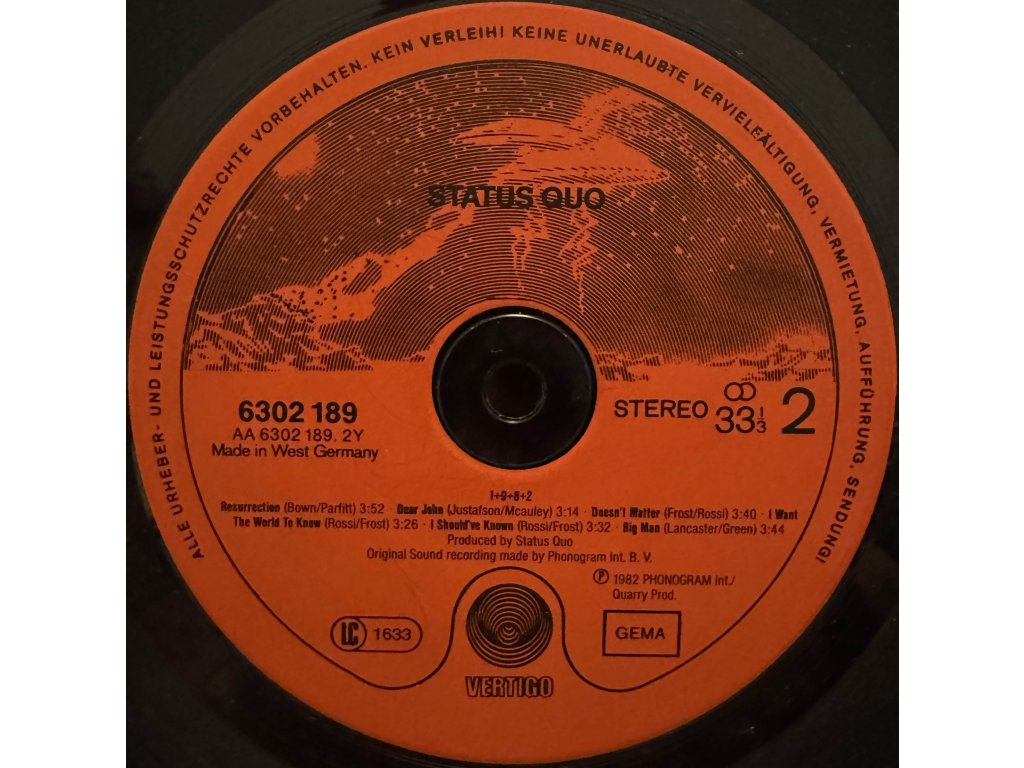 ALLE URHEBER- UND LEISTUNGSSCHUTZRECHTE VORBEHALTEN. KEIN VERLEIH! KEINE UNERLAUBTE VERVIELFÄLTIGUNG, VERMIETUNG, AUFFÜHRUNG, SENDUNG!
STATUS QUO
6302 189
AA 6302 189. 2Y
Made in West Germany
STEREO 33 1/3 2
1+9+8+2
Resurrection (Bown/Parfitt) 3:52 · Dear John (Justafson/Mcauley) 3:14 · Doesn't Matter (Frost/Rossi) 3:40 · I Want
The World To Know (Rossi/Frost) 3:26 · I Should've Known (Rossi/Frost) 3:32 · Big Man (Lancaster/Green) 3:44
Produced by Status Quo
Original Sound recording made by Phonogram Int. B. V.
℗ 1982 PHONOGRAM Int./
Quarry Prod.
LC 1633
GEMA
VERTIGO